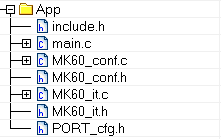 App
include.h
main.c
MK60_conf.c
MK60_conf.h
MK60_it.c
MK60_it.h
PORT_cfg.h